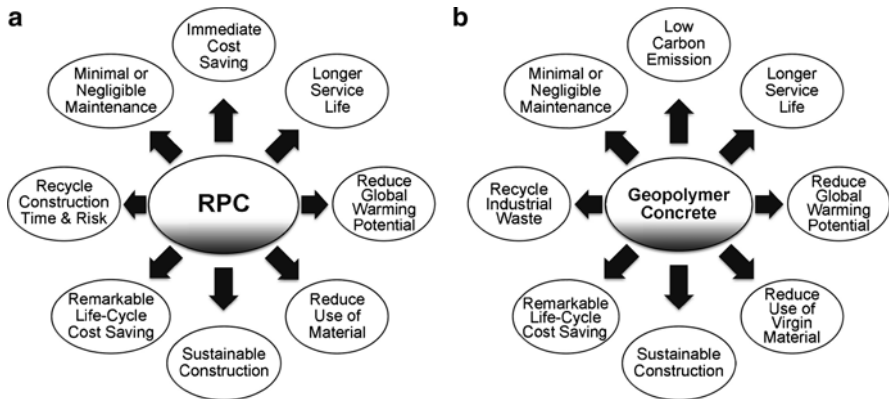 a
Immediate
Cost
Saving
Minimal or
Negligible
Maintenance
Longer
Service
Life
Recycle
Construction
Time & Risk
RPC
Reduce
Global
Warming
Potential
Remarkable
Life-Cycle
Cost Saving
Reduce
Use of
Material
Sustainable
Construction
b
Low
Carbon
Emission
Minimal or
Negligible
Maintenance
Longer
Service
Life
Recycle
Industrial
Waste
Geopolymer
Concrete
Reduce
Global
Warming
Potential
Remarkable
Life-Cycle
Cost Saving
Reduce
Use of
Virgin
Material
Sustainable
Construction